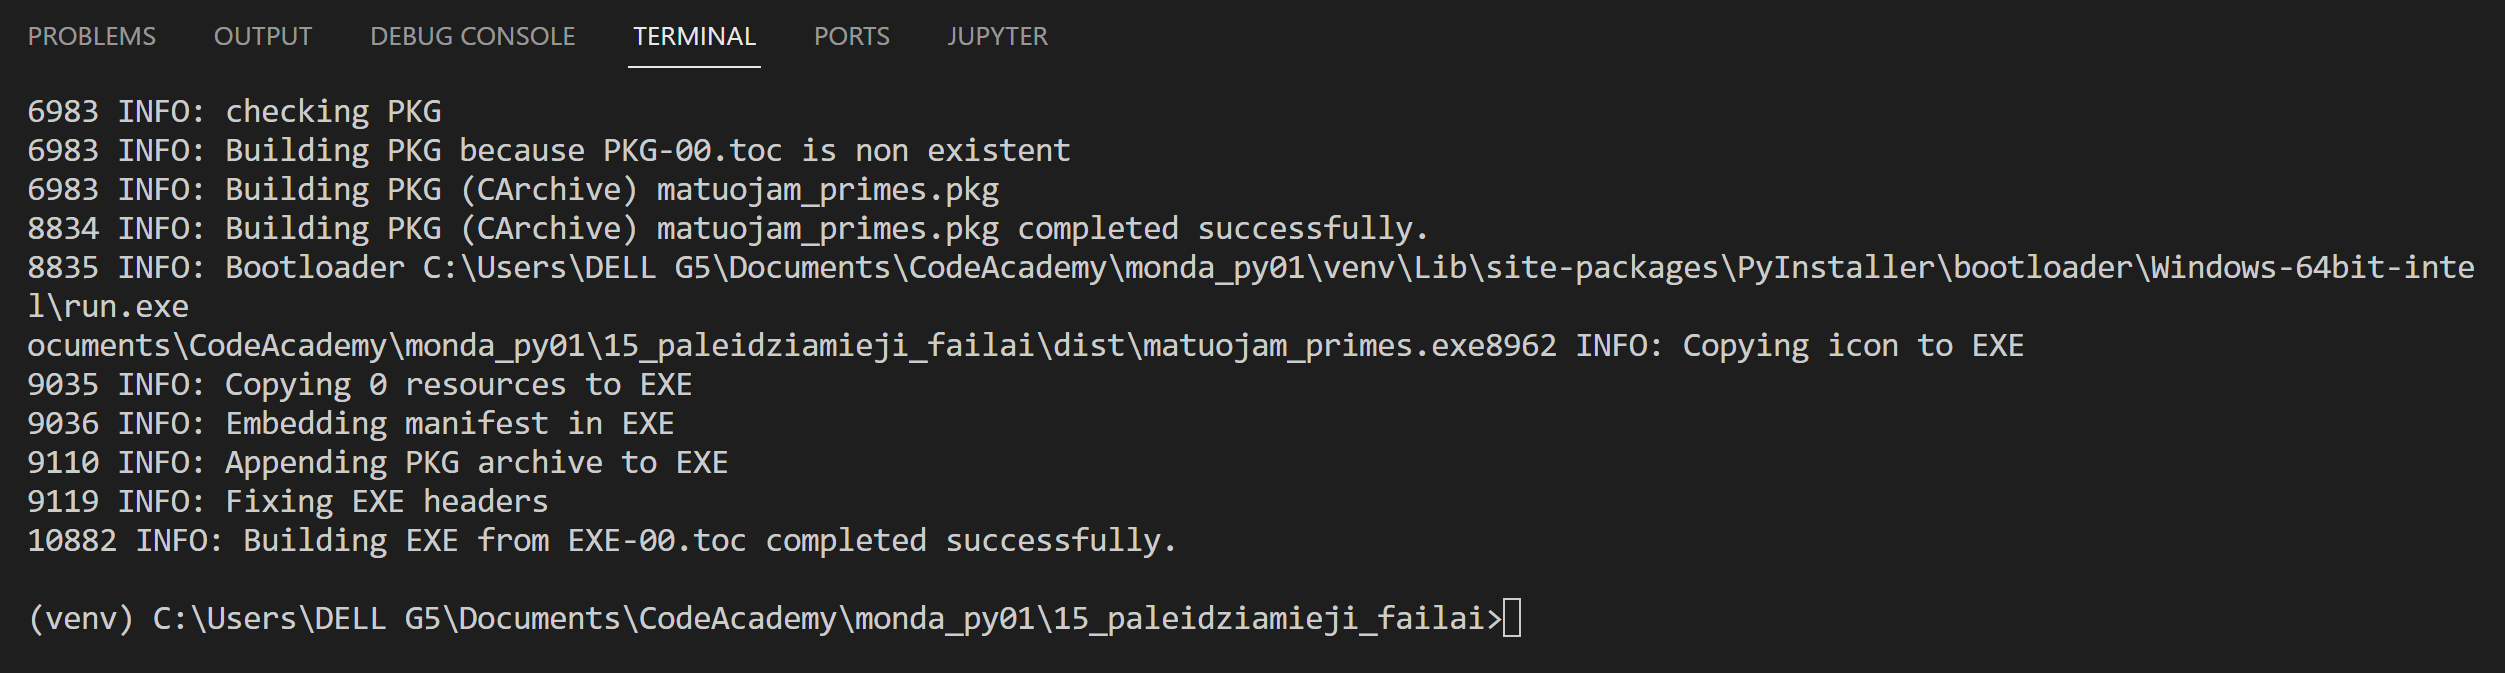 PROBLEMS OUTPUT DEBUG CONSOLE TERMINAL PORTS JUPYTER
6983 INFO: checking PKG
6983 INFO: Building PKG because PKG-00.toc is non existent
6983 INFO: Building PKG (CArchive) matuojam_primes.pkg
8834 INFO: Building PKG (CArchive) matuojam_primes.pkg completed successfully.
8835 INFO: Bootloader C:\Users\DELL G5\Documents\CodeAcademy\monda_py01\venv\Lib\site-packages\PyInstaller\bootloader\Windows-64bit-inte
l\run.exe
ocuments\CodeAcademy\monda_py01\15_paleidziamieji_failai\dist\matuojam_primes.exe8962 INFO: Copying icon to EXE
9035 INFO: Copying 0 resources to EXE
9036 INFO: Embedding manifest in EXE
9110 INFO: Appending PKG archive to EXE
9119 INFO: Fixing EXE headers
10882 INFO: Building EXE from EXE-00.toc completed successfully.
(venv) C:\Users\DELL G5\Documents\CodeAcademy\monda_py01\15_paleidziamieji_failai>